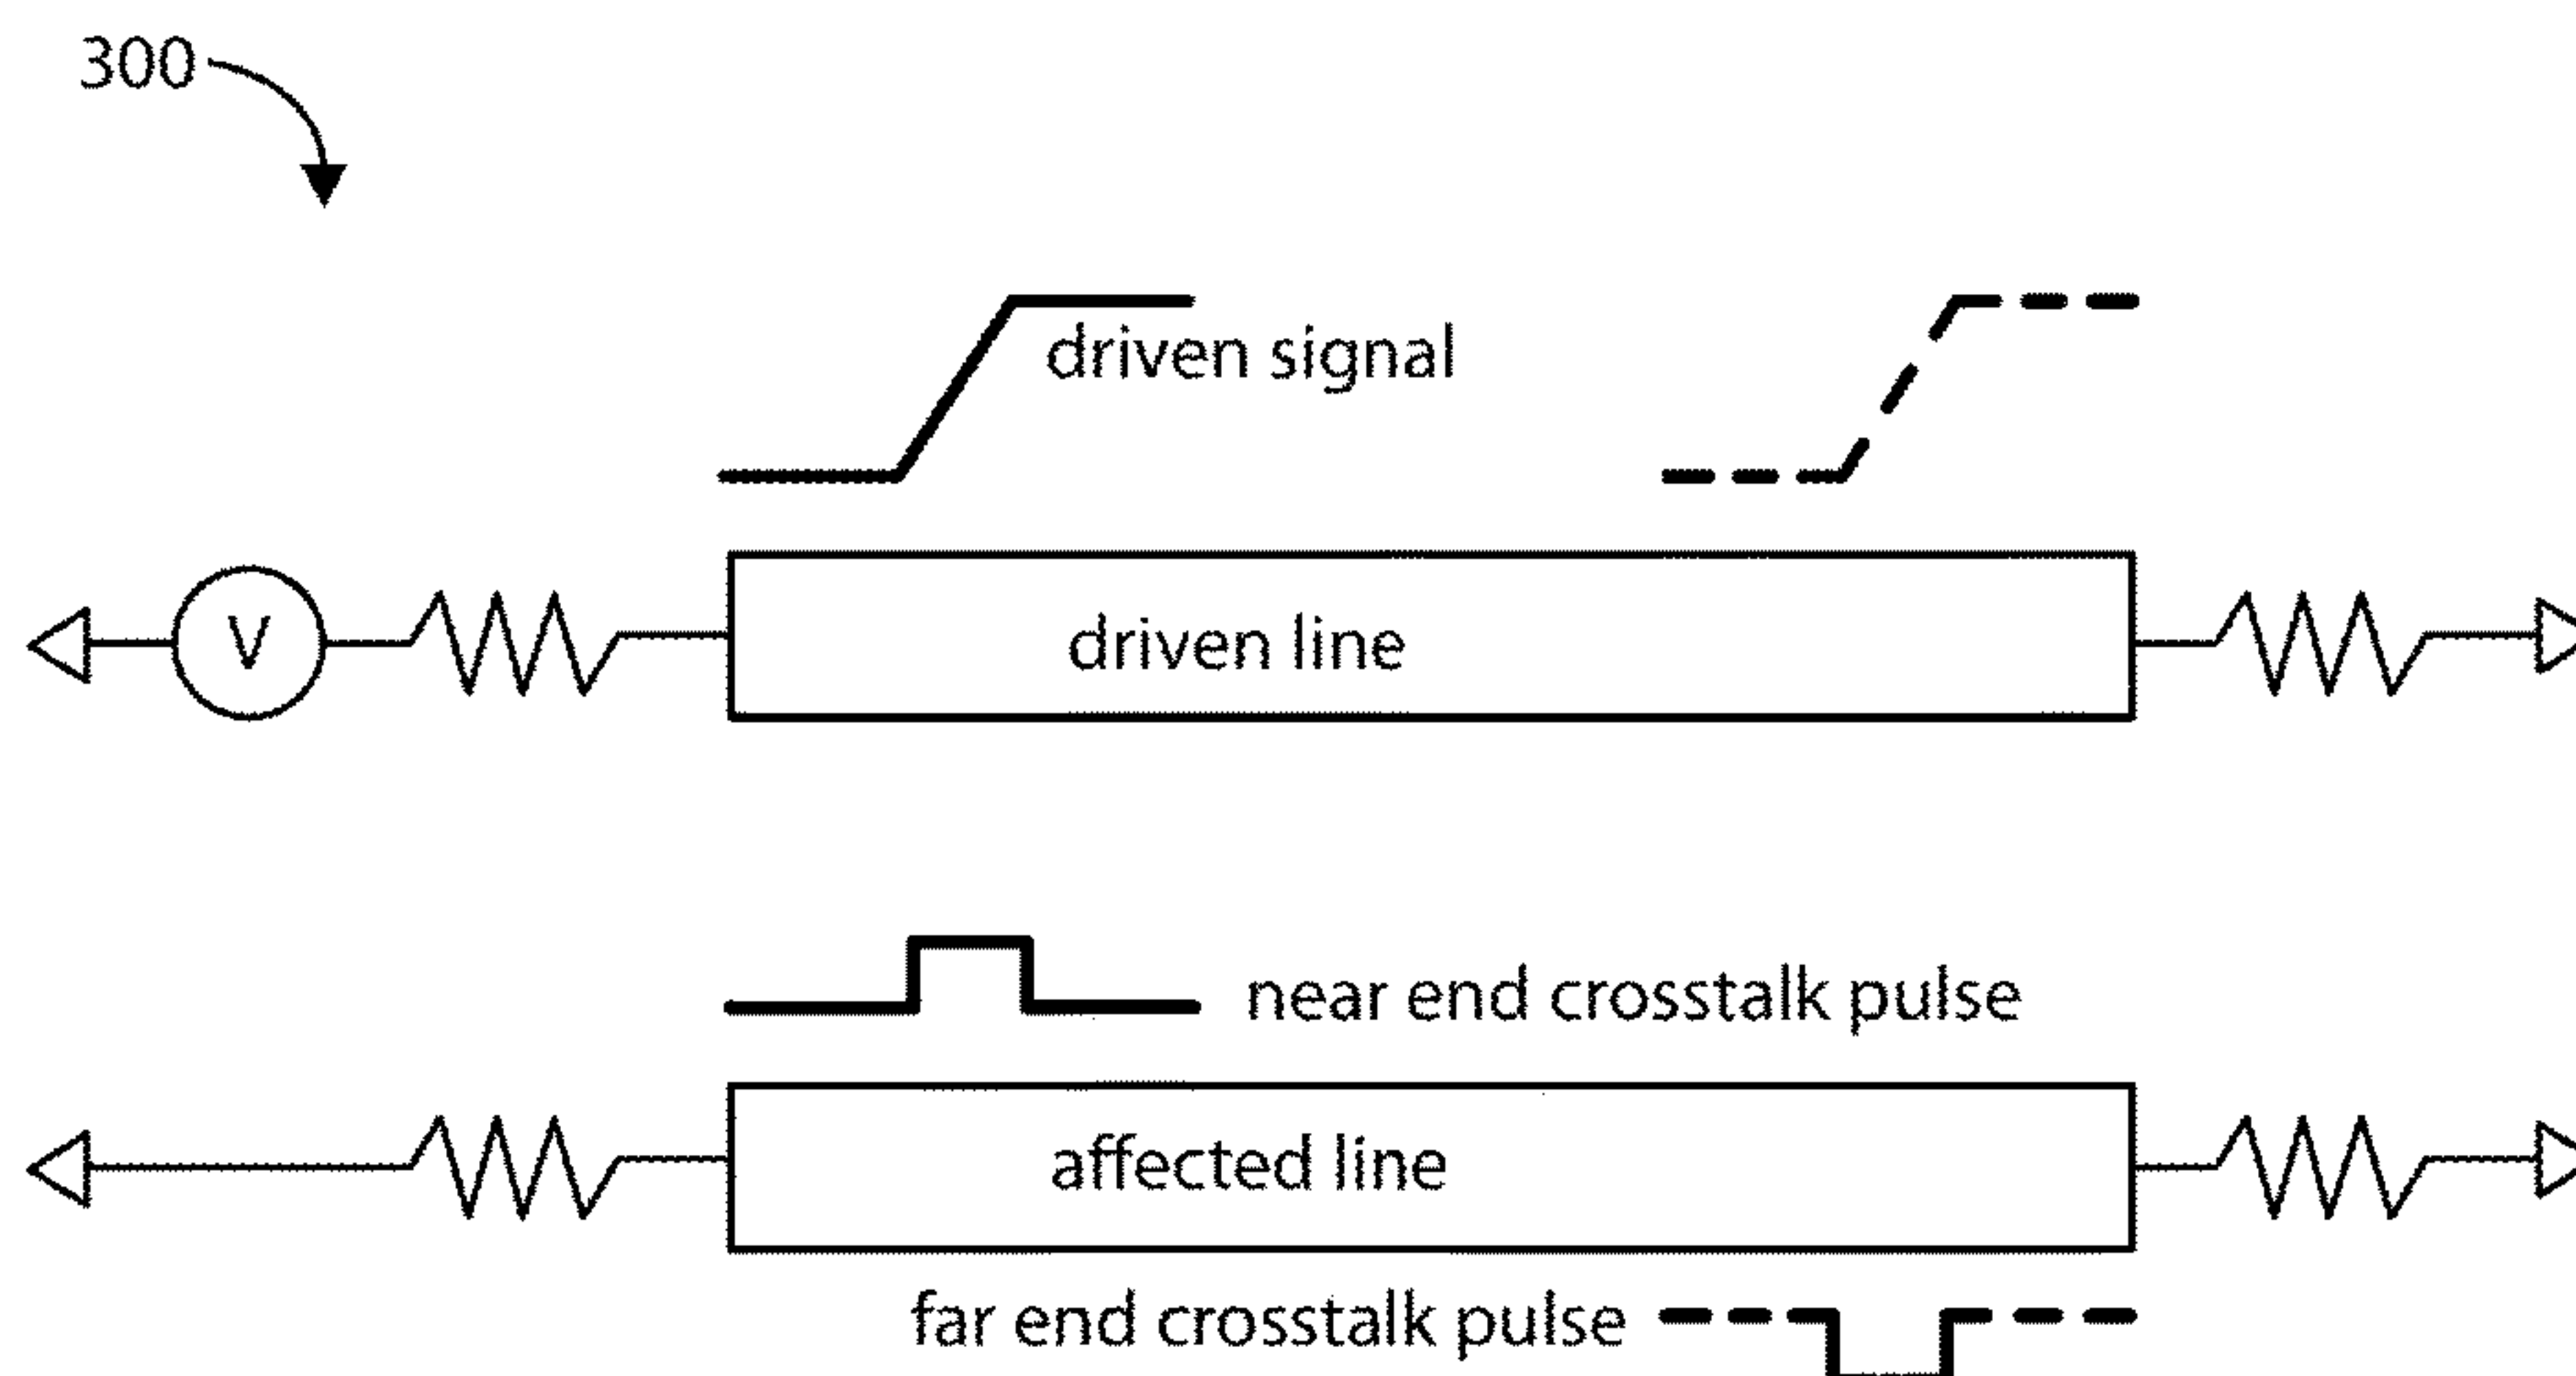 300
driven signal
V
driven line
near end crosstalk pulse
affected line
far end crosstalk pulse